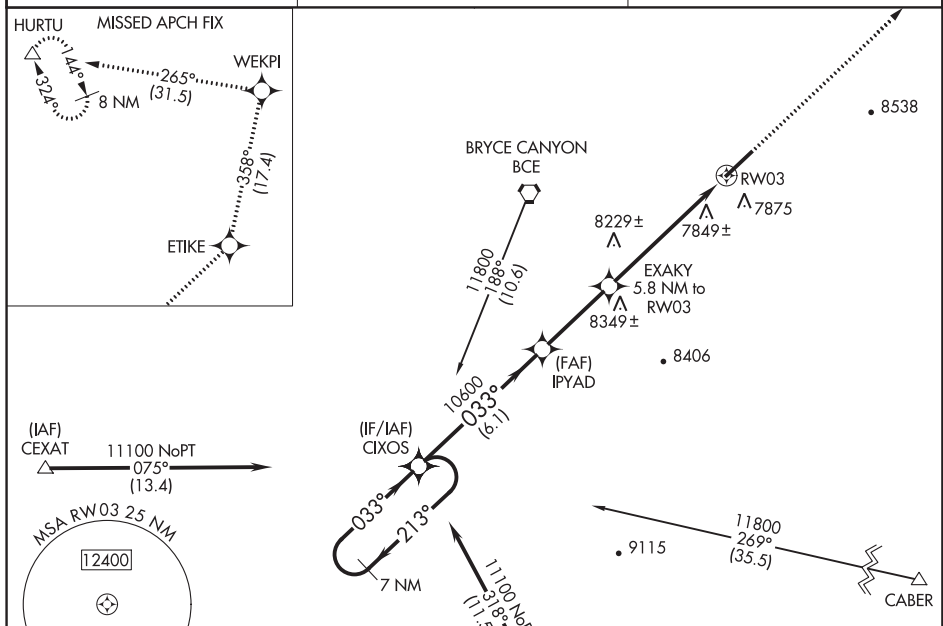 HURTU
MISSED APCH FIX
144°
324°
8 NM
265°
(31.5)
WEKPI
358°
(17.4)
ETIKE
8538
BRYCE CANYON
BCE
11800
188°
(10.6)
RW03
7875
7849±
8229±
EXAKY
5.8 NM to
RW03
8349±
8406
(FAF)
IPYAD
10600
033°
(6.1)
(IF/IAF)
CIXOS
(IAF)
CEXAT
11100 NoPT
075°
(13.4)
033°
213°
7 NM
MSA RW03 25 NM
12400
11100
318°
9115
11800
269°
(35.5)
CABER